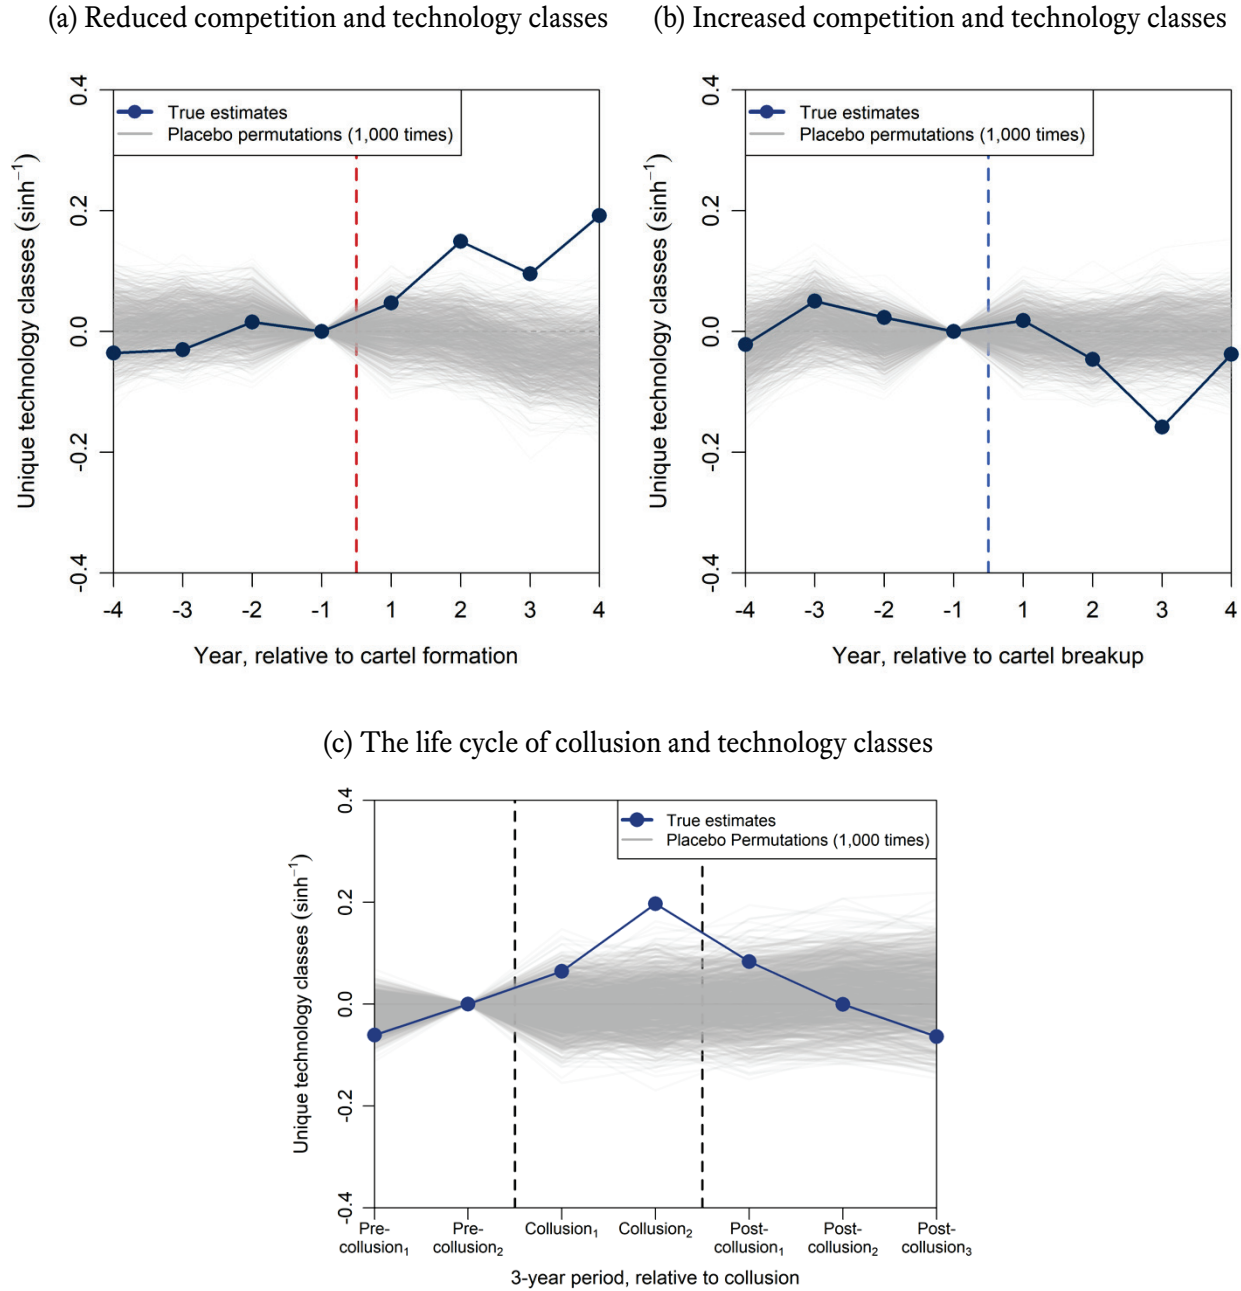 (a) Reduced competition and technology classes
(b) Increased competition and technology classes
True estimates
Placebo permutations (1,000 times)
Unique technology classes (sinh⁻¹)
0.4
0.2
0.0
-0.2
-0.4
-4 -3 -2 -1 1 2 3 4
Year, relative to cartel formation
True estimates
Placebo permutations (1,000 times)
Unique technology classes (sinh⁻¹)
0.4
0.2
0.0
-0.2
-0.4
-4 -3 -2 -1 1 2 3 4
Year, relative to cartel breakup
(c) The life cycle of collusion and technology classes
True estimates
Placebo Permutations (1,000 times)
Unique technology classes (sinh⁻¹)
0.4
0.2
0.0
-0.2
-0.4
Pre-
collusion₁
Pre-
collusion₂
Collusion₁
Collusion₂
Post-
collusion₁
Post-
collusion₂
Post-
collusion₃
3-year period, relative to collusion